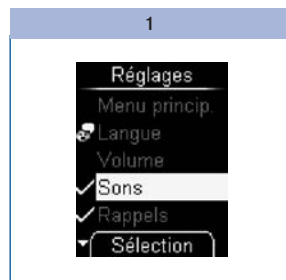 1
Réglages
Menu princip.
Langue
Volume
Sons
Rappels
Sélection